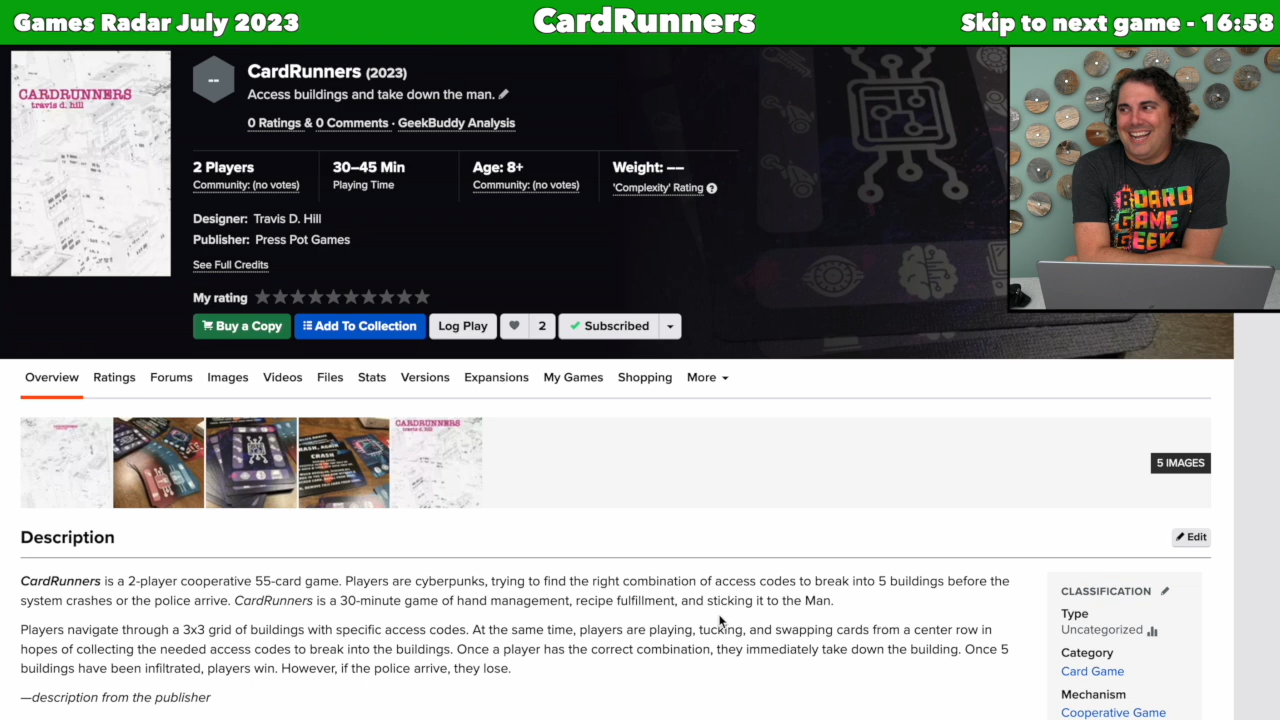 Games Radar July 2023
CardRunners
Skip to next game - 16:58
CARDRUNNERS
travis d. hill
--
CardRunners (2023)
Access buildings and take down the man.
0 Ratings & 0 Comments · GeekBuddy Analysis
2 Players
Community: (no votes)
30–45 Min
Playing Time
Age: 8+
Community: (no votes)
Weight: ––
'Complexity' Rating
Designer: Travis D. Hill
Publisher: Press Pot Games
See Full Credits
My rating
Buy a Copy
Add To Collection
Log Play
2
Subscribed
BOARD
GAME
GEEK
Overview
Ratings
Forums
Images
Videos
Files
Stats
Versions
Expansions
My Games
Shopping
More
CRASH, AGAIN
CRASH
CARDRUNNERS
travis d. hill
5 IMAGES
Description
Edit
CardRunners is a 2-player cooperative 55-card game. Players are cyberpunks, trying to find the right combination of access codes to break into 5 buildings before the
system crashes or the police arrive. CardRunners is a 30-minute game of hand management, recipe fulfillment, and sticking it to the Man.
Players navigate through a 3x3 grid of buildings with specific access codes. At the same time, players are playing, tucking, and swapping cards from a center row in
hopes of collecting the needed access codes to break into the buildings. Once a player has the correct combination, they immediately take down the building. Once 5
buildings have been infiltrated, players win. However, if the police arrive, they lose.
—description from the publisher
CLASSIFICATION
Type
Uncategorized
Category
Card Game
Mechanism
Cooperative Game